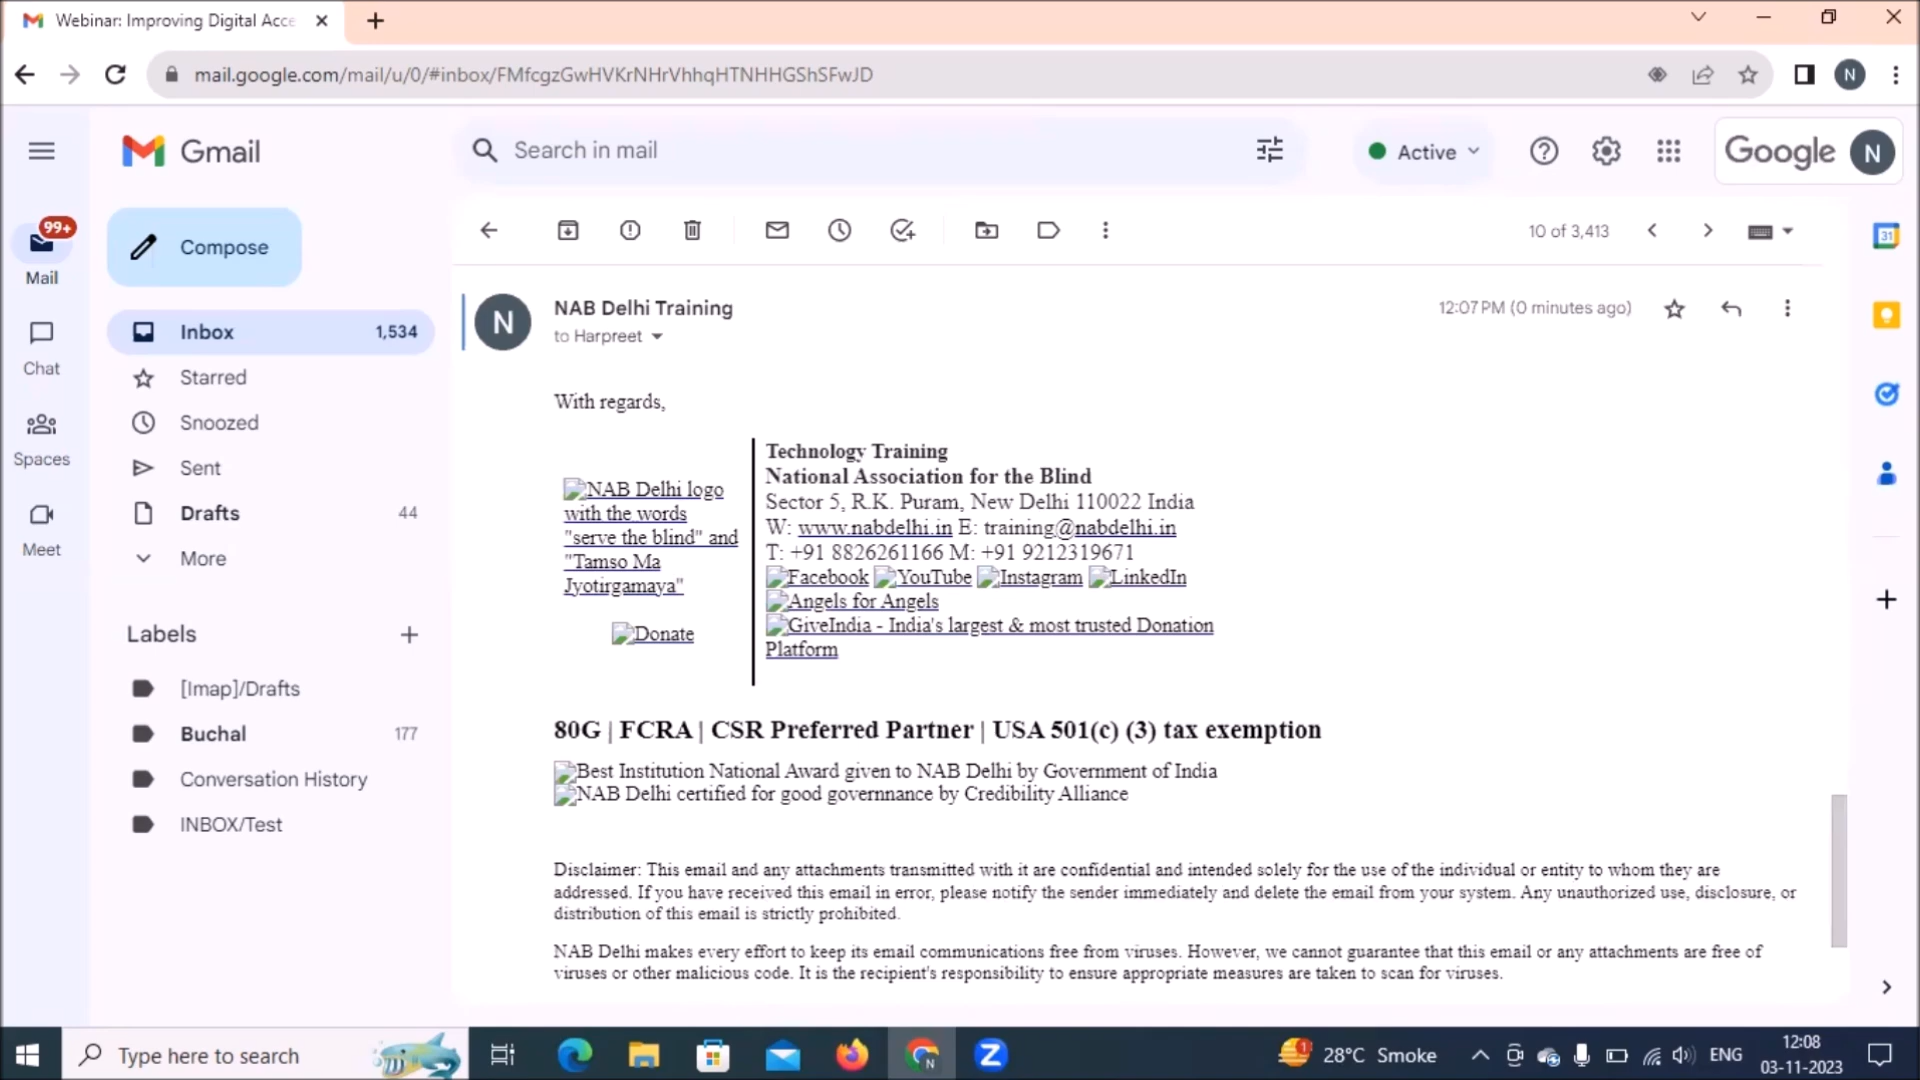 Webinar: Improving Digital Acce
mail.google.com/mail/u/0/#inbox/FMfcgzGwHVKrNHrVhhqHTNHHGShSFwJD
N
Gmail
Search in mail
Active
Google
N
99+
Mail
Chat
Spaces
Meet
Compose
Inbox 1,534
Starred
Snoozed
Sent
Drafts 44
More
Labels
[Imap]/Drafts
Buchal 177
Conversation History
INBOX/Test
10 of 3,413
31
N
NAB Delhi Training
12:07 PM (0 minutes ago)
to Harpreet
With regards,
NAB Delhi logo
with the words
"serve the blind" and
"Tamso Ma
Jyotirgamaya"
Donate
Technology Training
National Association for the Blind
Sector 5, R.K. Puram, New Delhi 110022 India
W: www.nabdelhi.in E: training@nabdelhi.in
T: +91 8826261166 M: +91 9212319671
Facebook YouTube Instagram LinkedIn
Angels for Angels
GiveIndia - India's largest & most trusted Donation
Platform
80G | FCRA | CSR Preferred Partner | USA 501(c) (3) tax exemption
Best Institution National Award given to NAB Delhi by Government of India
NAB Delhi certified for good governnance by Credibility Alliance
Disclaimer: This email and any attachments transmitted with it are confidential and intended solely for the use of the individual or entity to whom they are
addressed. If you have received this email in error, please notify the sender immediately and delete the email from your system. Any unauthorized use, disclosure, or
distribution of this email is strictly prohibited.
NAB Delhi makes every effort to keep its email communications free from viruses. However, we cannot guarantee that this email or any attachments are free of
viruses or other malicious code. It is the recipient's responsibility to ensure appropriate measures are taken to scan for viruses.
Type here to search
N
Z
1
28°C Smoke
ENG
12:08
03-11-2023